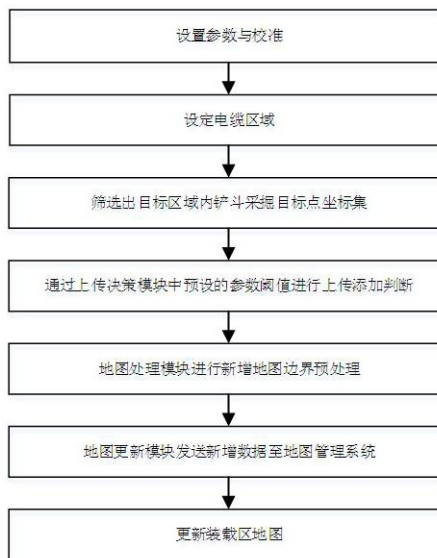 设置参数与校准
设定电缆区域
筛选出目标区域内铲斗采掘目标点坐标集
通过上传决策模块中预设的参数阈值进行上传添加判断
地图处理模块进行新增地图边界预处理
地图更新模块发送新增数据至地图管理系统
更新装载区地图